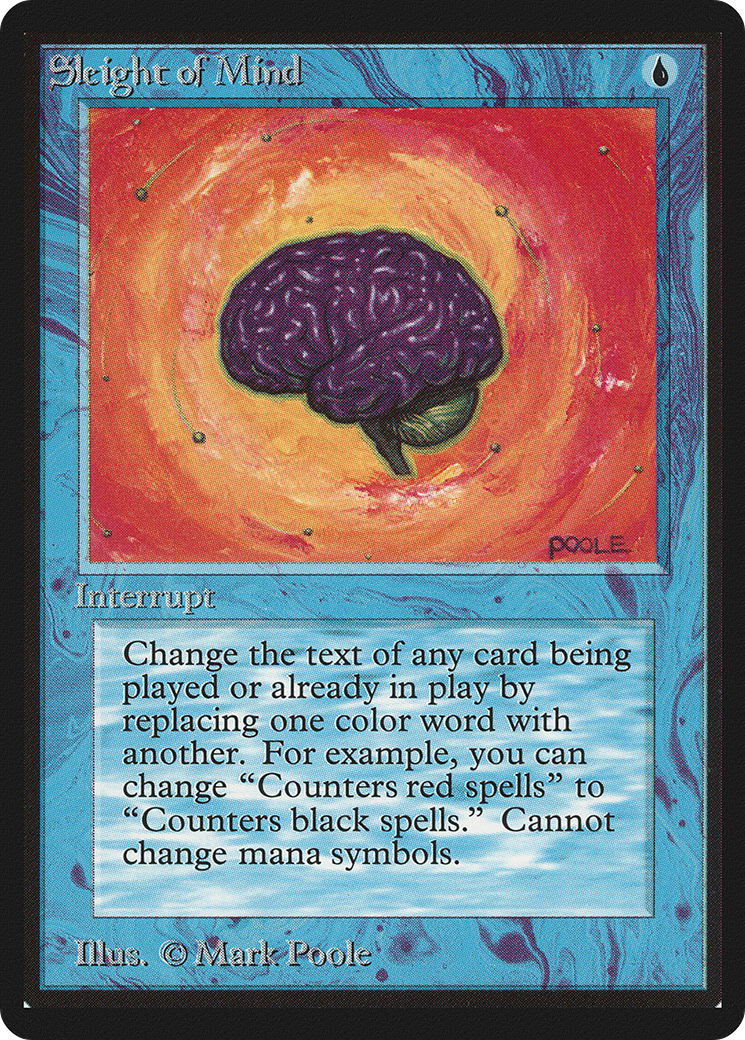 Sleight of Mind
POOLE
Interrupt
Change the text of any card being
played or already in play by
replacing one color word with
another. For example, you can
change “Counters red spells” to
“Counters black spells.” Cannot
change mana symbols.
Illus. © Mark Poole